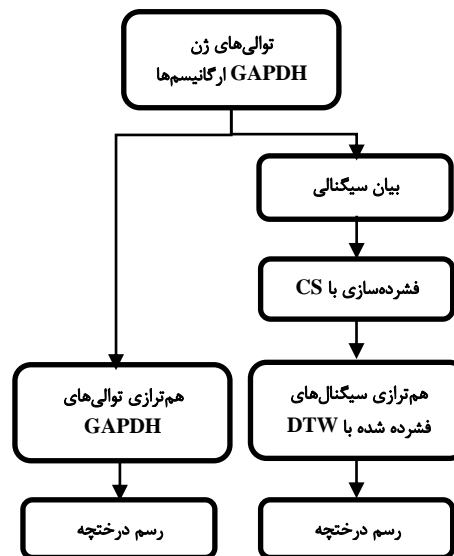 توالی‌های ژن
GAPDH ارگانیسم‌ها
بیان سیگنالی
فشرده‌سازی با CS
هم‌ترازی سیگنال‌های
فشرده شده با DTW
رسم درختچه
هم‌ترازی توالی‌های
GAPDH
رسم درختچه